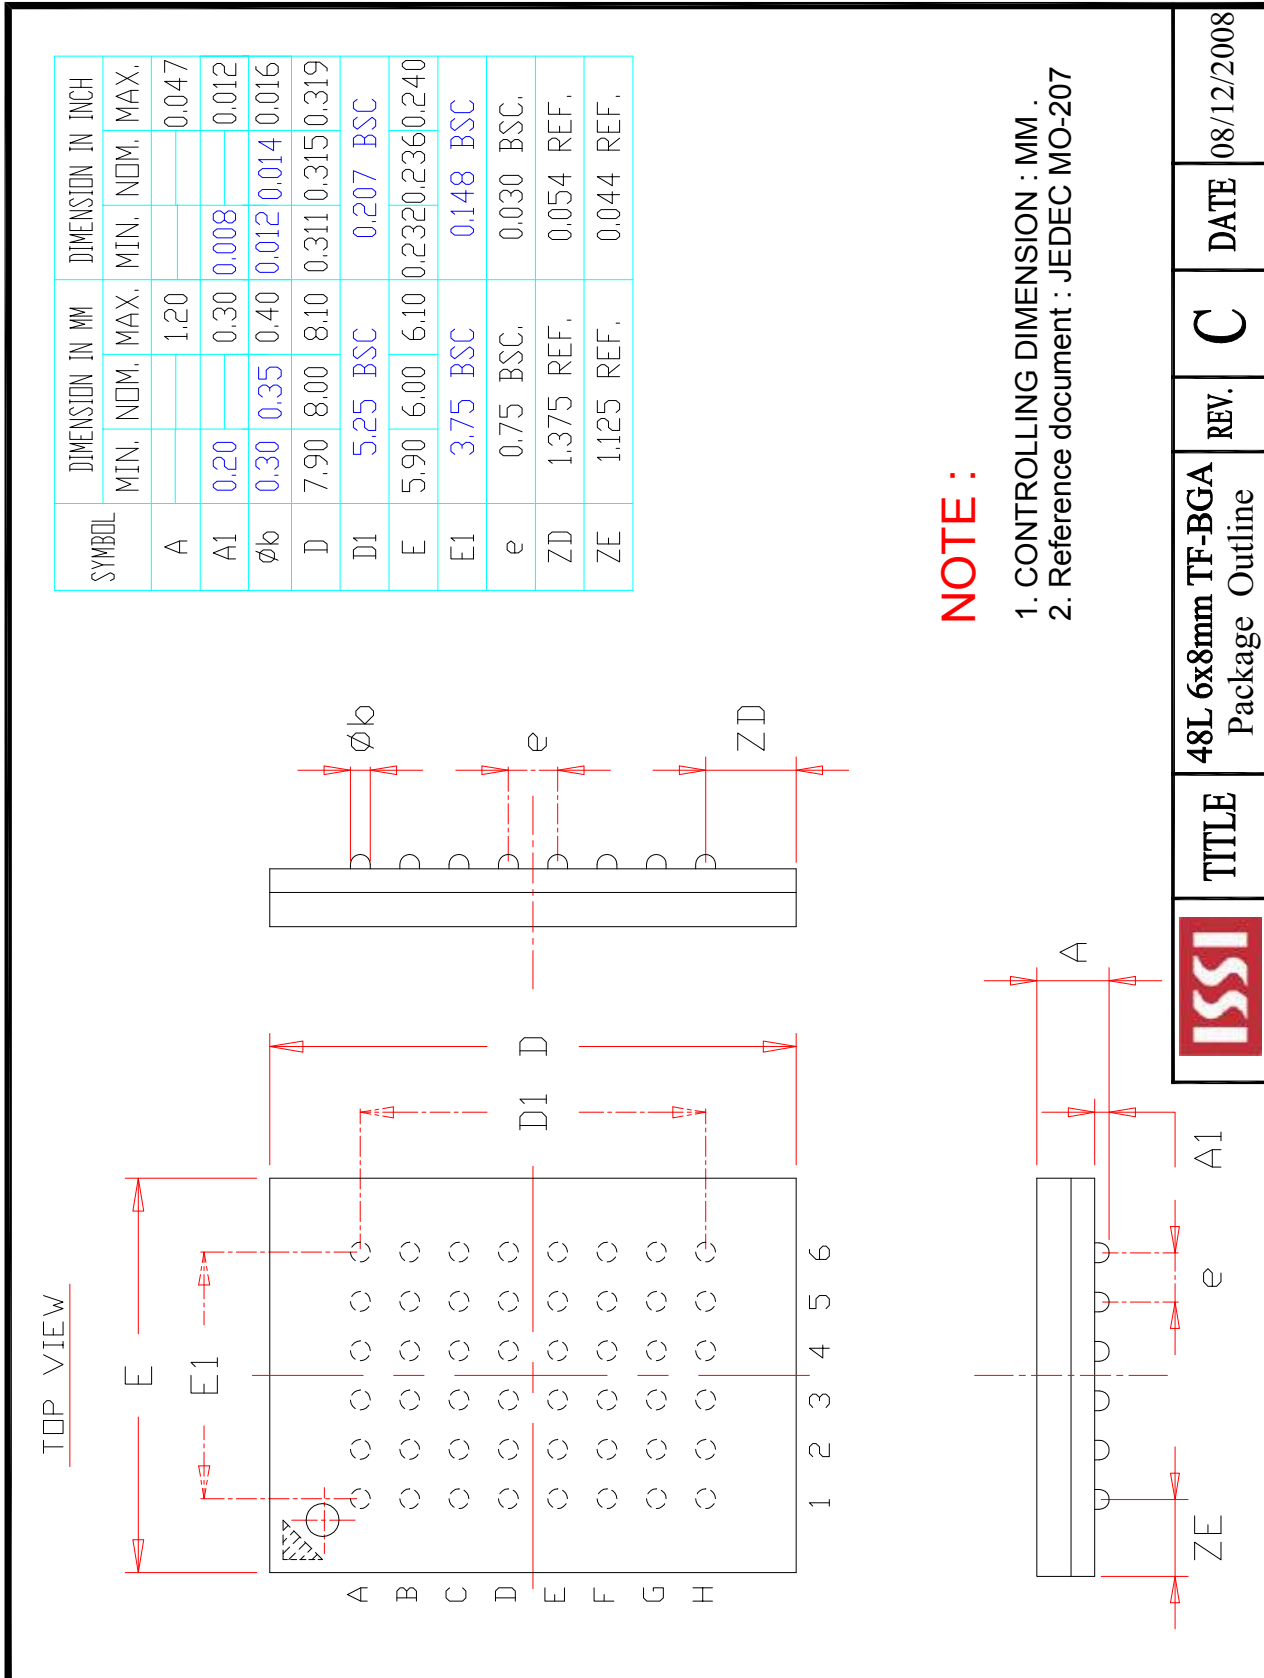 TOP VIEW
E
E1
D
D1
A
B
C
D
E
F
G
H
1 2 3 4 5 6
Øb
e
ZD
A
A1
e
ZE
SYMBOL DIMENSION IN MM DIMENSION IN INCH
MIN. NOM. MAX. MIN. NOM. MAX.
A 1.20 0.047
A1 0.20 0.30 0.008 0.012
Øb 0.30 0.35 0.40 0.012 0.014 0.016
D 7.90 8.00 8.10 0.311 0.315 0.319
D1 5.25 BSC 0.207 BSC
E 5.90 6.00 6.10 0.232 0.236 0.240
E1 3.75 BSC 0.148 BSC
e 0.75 BSC. 0.030 BSC.
ZD 1.375 REF. 0.054 REF.
ZE 1.125 REF. 0.044 REF.
NOTE :
1. CONTROLLING DIMENSION : MM .
2. Reference document : JEDEC MO-207
ISSI
TITLE
48L 6x8mm TF-BGA
Package Outline
REV.
C
DATE
08/12/2008